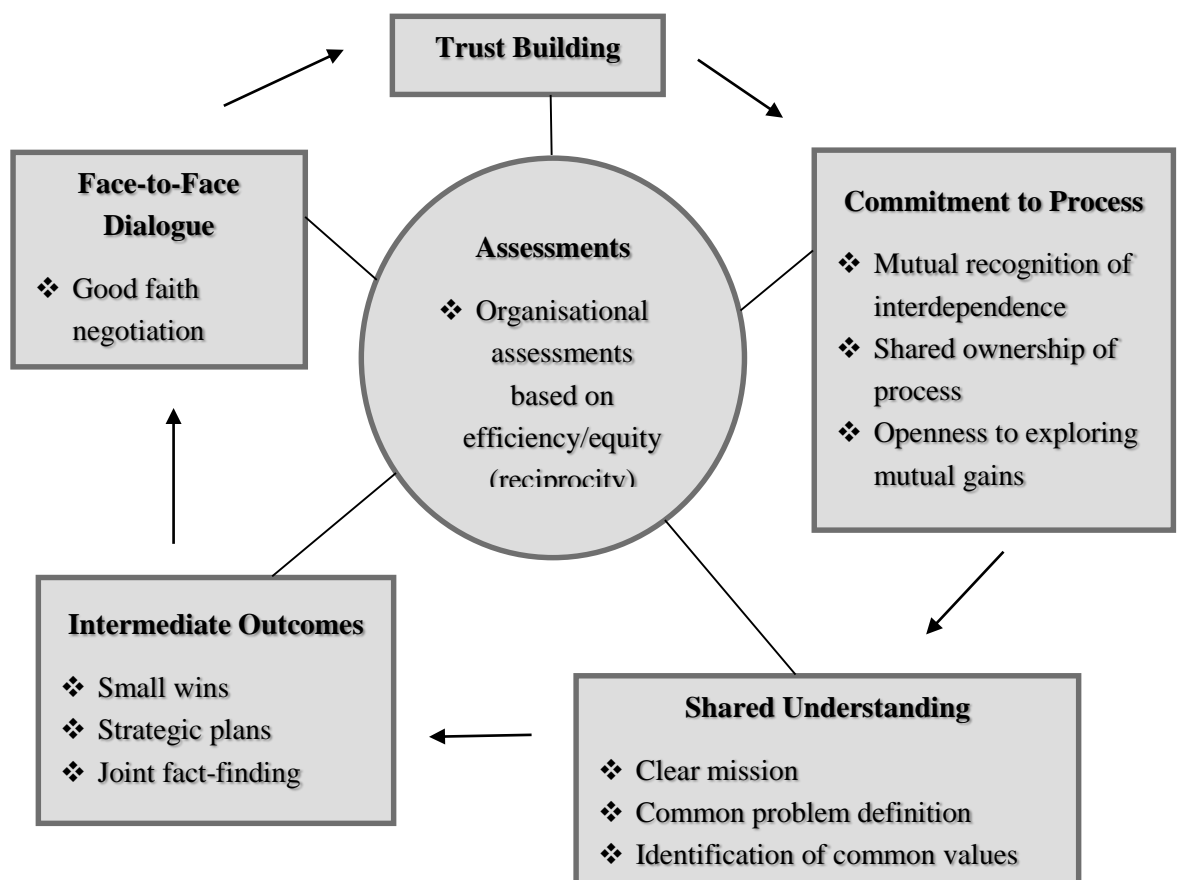 Trust Building
Face-to-Face
Dialogue
❖ Good faith
negotiation
Assessments
❖ Organisational
assessments
based on
efficiency/equity
(reciprocity)
Commitment to Process
❖ Mutual recognition of
interdependence
❖ Shared ownership of
process
❖ Openness to exploring
mutual gains
Intermediate Outcomes
❖ Small wins
❖ Strategic plans
❖ Joint fact-finding
Shared Understanding
❖ Clear mission
❖ Common problem definition
❖ Identification of common values